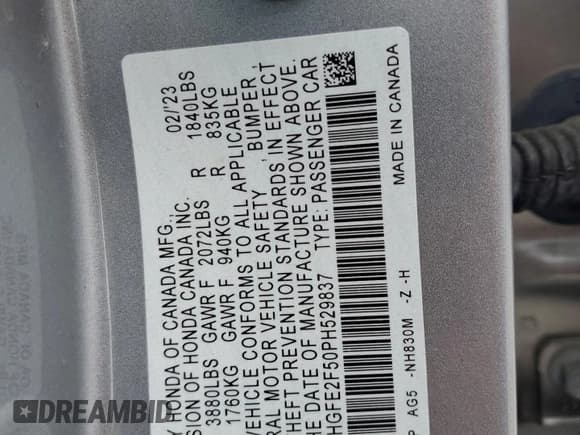 Y HONDA OF CANADA MFG., 02/'23
SION OF HONDA CANADA INC.
3880LBS GAWR F 2072LBS R 1840LBS
1760KG GAWR F 940KG R 835KG
VEHICLE CONFORMS TO ALL APPLICABLE
RAL MOTOR VEHICLE SAFETY, BUMPER,
HEFT PREVENTION STANDARDS, IN EFFECT
HE DATE OF MANUFACTURE SHOWN ABOVE.
HGFE2F50PH529837 TYPE: PASSENGER CAR
P AG5 -NH830M -Z -H MADE IN CANADA
DREAMBID
DREAMBID